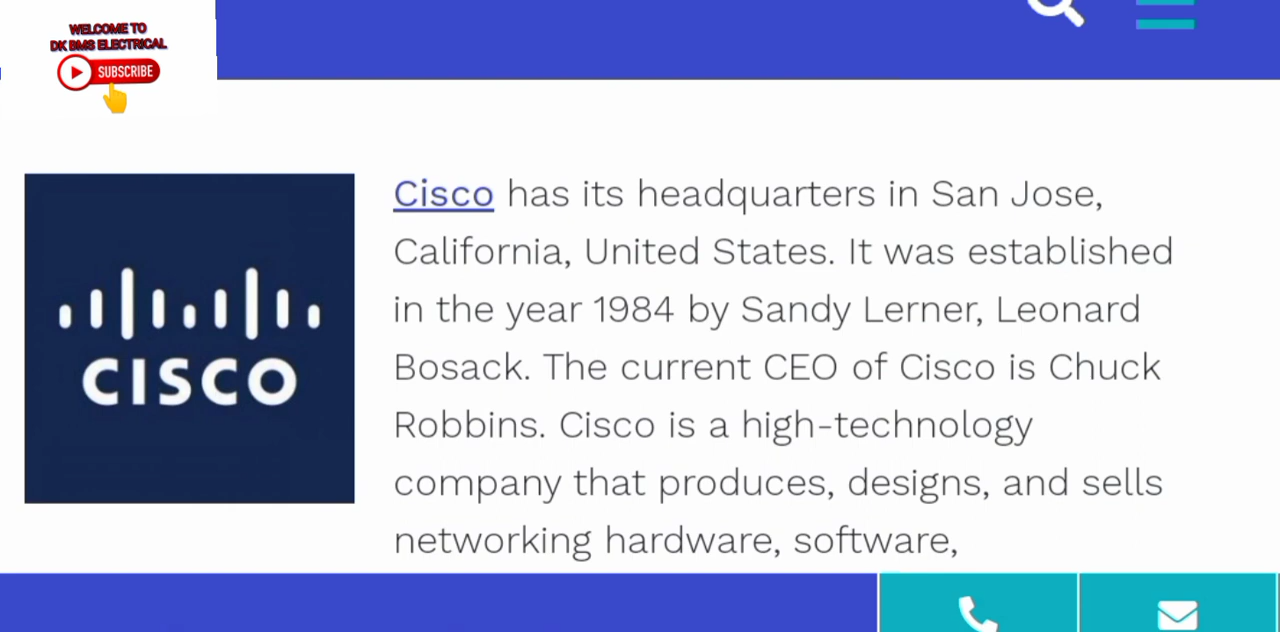 WELCOME TO
DK BMS ELECTRICAL
SUBSCRIBE
CISCO
Cisco has its headquarters in San Jose,
California, United States. It was established
in the year 1984 by Sandy Lerner, Leonard
Bosack. The current CEO of Cisco is Chuck
Robbins. Cisco is a high-technology
company that produces, designs, and sells
networking hardware, software,